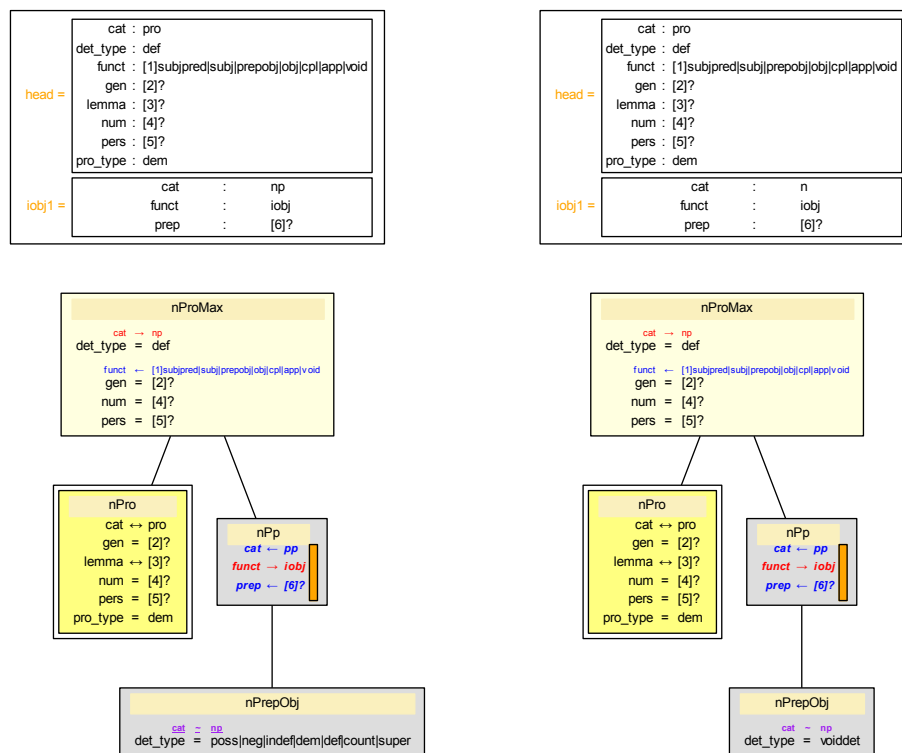 cat : pro
det_type : def
funct : [1]subjpred|subj|prepobj|obj|cpl|app|void
gen : [2]?
head =
lemma : [3]?
num : [4]?
pers : [5]?
pro_type : dem
cat : np
iobj1 =
funct : iobj
prep : [6]?
cat : pro
det_type : def
funct : [1]subjpred|subj|prepobj|obj|cpl|app|void
gen : [2]?
head =
lemma : [3]?
num : [4]?
pers : [5]?
pro_type : dem
cat : n
iobj1 =
funct : iobj
prep : [6]?
nProMax
cat → np
det_type = def
funct ← [1]subjpred|subj|prepobj|obj|cpl|app|void
gen = [2]?
num = [4]?
pers = [5]?
nPro
cat ↔ pro
gen = [2]?
lemma ↔ [3]?
num = [4]?
pers = [5]?
pro_type = dem
nPp
cat ← pp
funct → iobj
prep ← [6]?
nPrepObj
cat ~ np
det_type = poss|neg|indef|dem|def|count|super
nProMax
cat → np
det_type = def
funct ← [1]subjpred|subj|prepobj|obj|cpl|app|void
gen = [2]?
num = [4]?
pers = [5]?
nPro
cat ↔ pro
gen = [2]?
lemma ↔ [3]?
num = [4]?
pers = [5]?
pro_type = dem
nPp
cat ← pp
funct → iobj
prep ← [6]?
nPrepObj
cat ~ np
det_type = voiddet